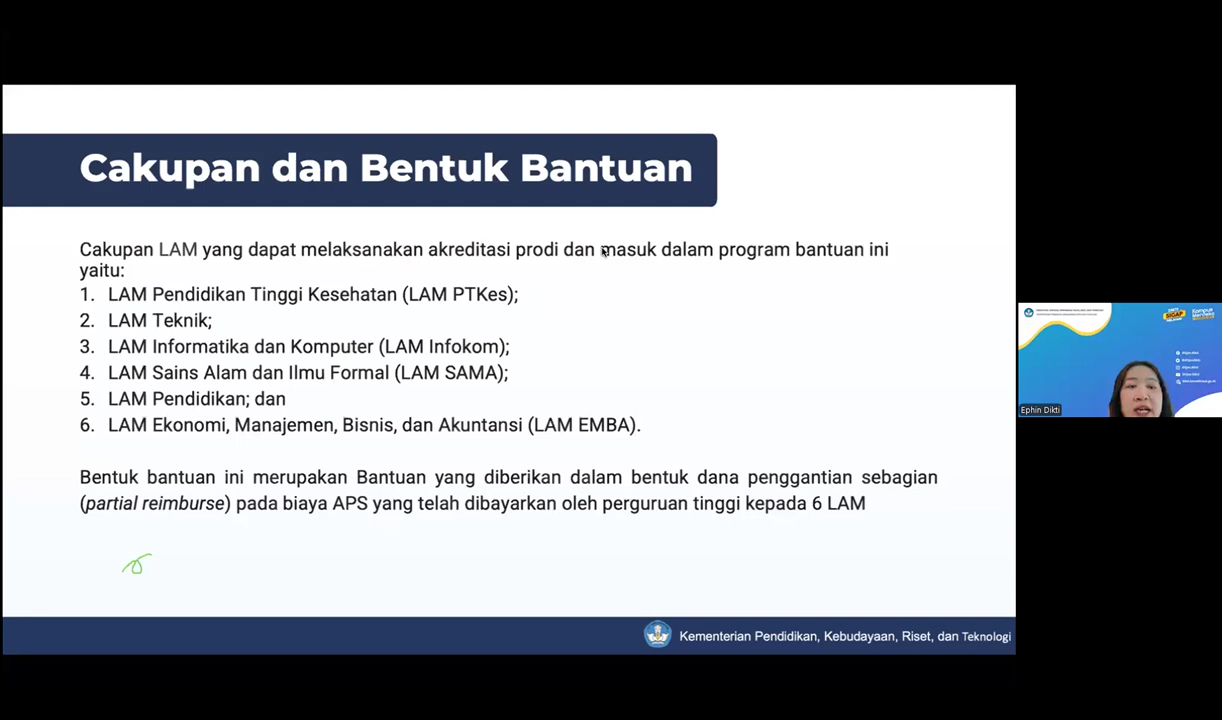 Cakupan dan Bentuk Bantuan
Cakupan LAM yang dapat melaksanakan akreditasi prodi dan masuk dalam program bantuan ini
yaitu:
1. LAM Pendidikan Tinggi Kesehatan (LAM PTKes);
2. LAM Teknik;
3. LAM Informatika dan Komputer (LAM Infokom);
4. LAM Sains Alam dan Ilmu Formal (LAM SAMA);
5. LAM Pendidikan; dan
6. LAM Ekonomi, Manajemen, Bisnis, dan Akuntansi (LAM EMBA).
Bentuk bantuan ini merupakan Bantuan yang diberikan dalam bentuk dana penggantian sebagian
(partial reimburse) pada biaya APS yang telah dibayarkan oleh perguruan tinggi kepada 6 LAM
Kementerian Pendidikan, Kebudayaan, Riset, dan Teknologi
Ephin Dikti